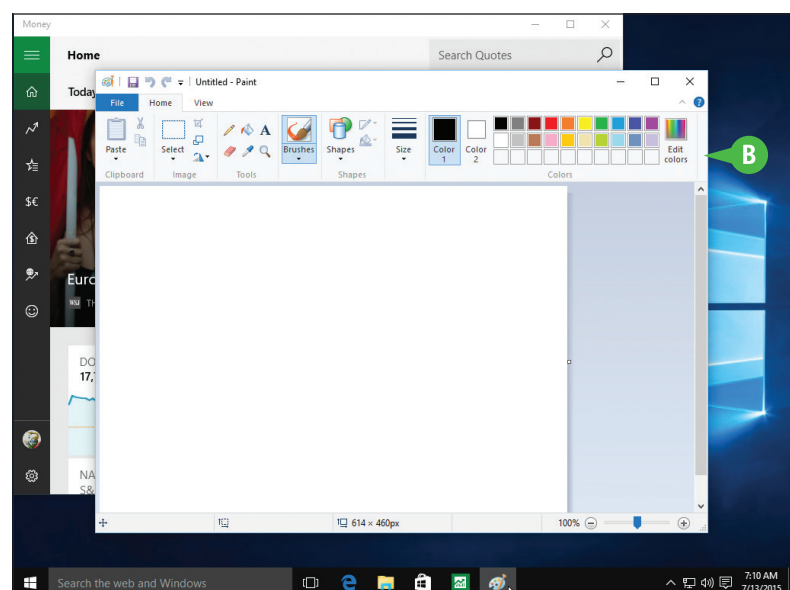 Money
Home
Search Quotes
Today
Untitled - Paint
File Home View
Paste
Select
A
Brushes
Shapes
Size
Color 1
Color 2
Edit colors
Clipboard
Image
Tools
Shapes
Colors
B
$€
Euro
WSJ
TH
DO
17,
NA
S&
614 × 460px
100%
Search the web and Windows
7:10 AM
7/13/2015